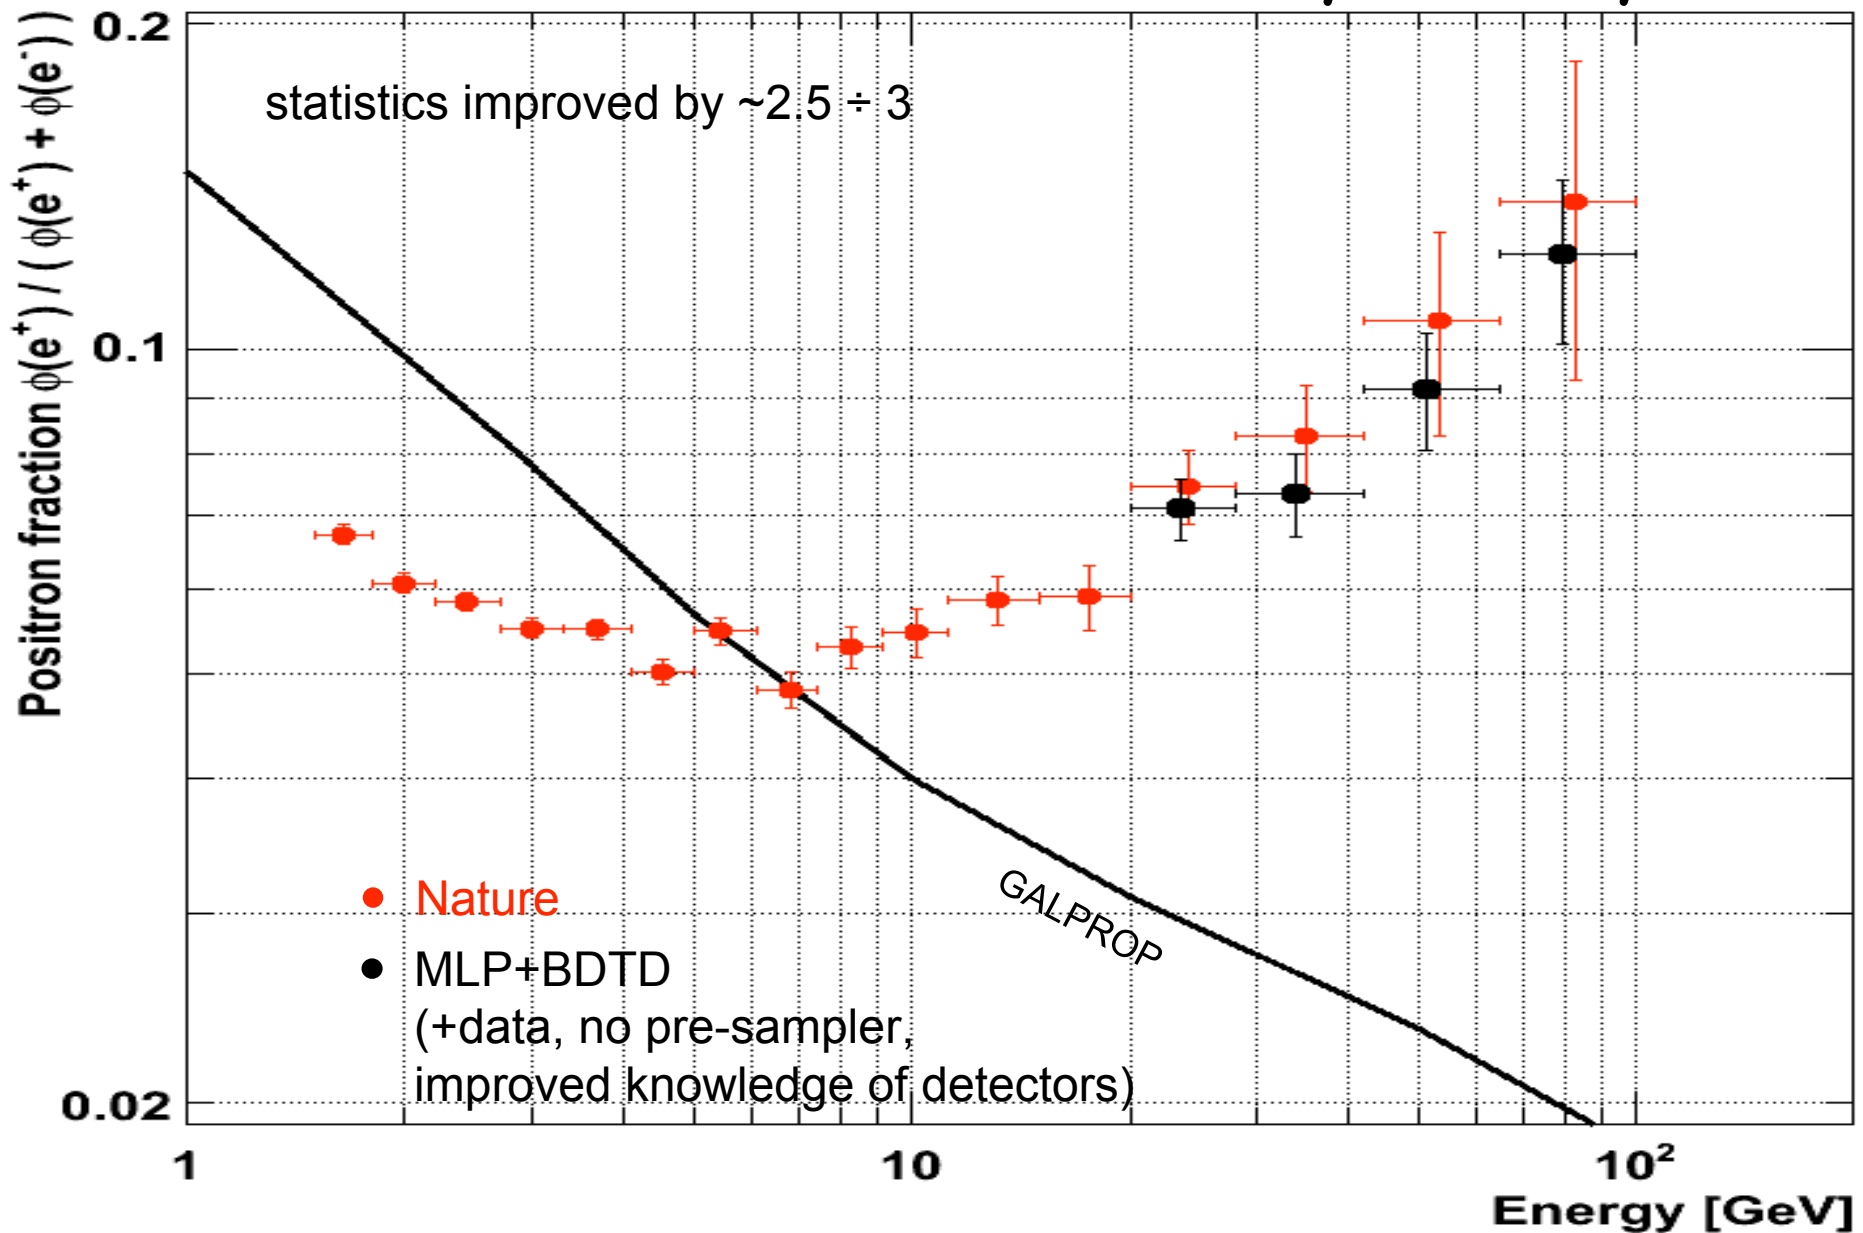 Positron fraction ϕ(e⁺) / ( ϕ(e⁺) + ϕ(e⁻) )
0.2
statistics improved by ~2.5 ÷ 3
0.1
GALPROP
Nature
MLP+BDTD
(+data, no pre-sampler,
improved knowledge of detectors)
0.02
1 10 10²
Energy [GeV]